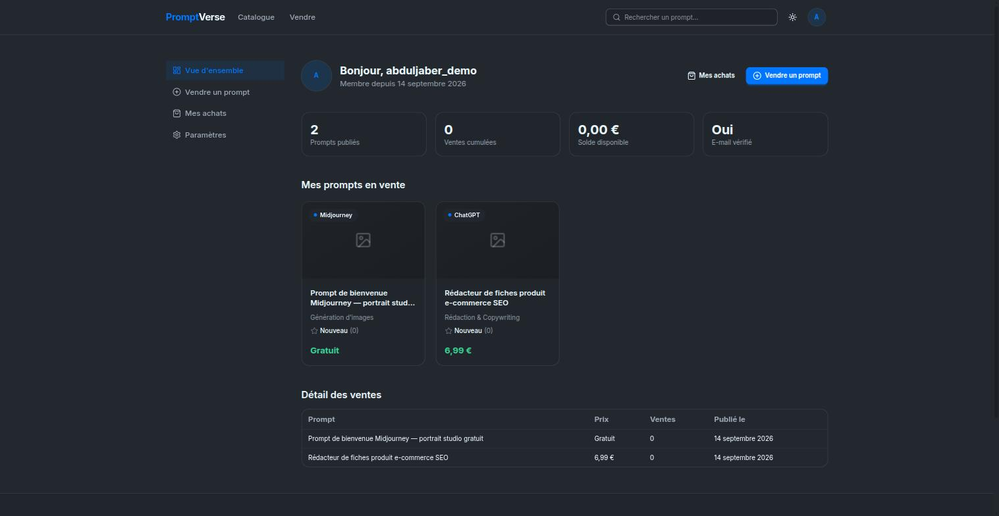 PromptVerse Catalogue Vendre Rechercher un prompt... A
Vue d'ensemble
Vendre un prompt
Mes achats
Paramètres
A
Bonjour, abduljaber_demo
Membre depuis 14 septembre 2026
Mes achats Vendre un prompt
2
Prompts publiés
0
Ventes cumulées
0,00 €
Solde disponible
Oui
E-mail vérifié
Mes prompts en vente
Midjourney
Prompt de bienvenue
Midjourney — portrait stud...
Génération d'images
Nouveau (0)
Gratuit
ChatGPT
Rédacteur de fiches produit
e-commerce SEO
Rédaction & Copywriting
Nouveau (0)
6,99 €
Détail des ventes
Prompt Prix Ventes Publié le
Prompt de bienvenue Midjourney — portrait studio gratuit Gratuit 0 14 septembre 2026
Rédacteur de fiches produit e-commerce SEO 6,99 € 0 14 septembre 2026